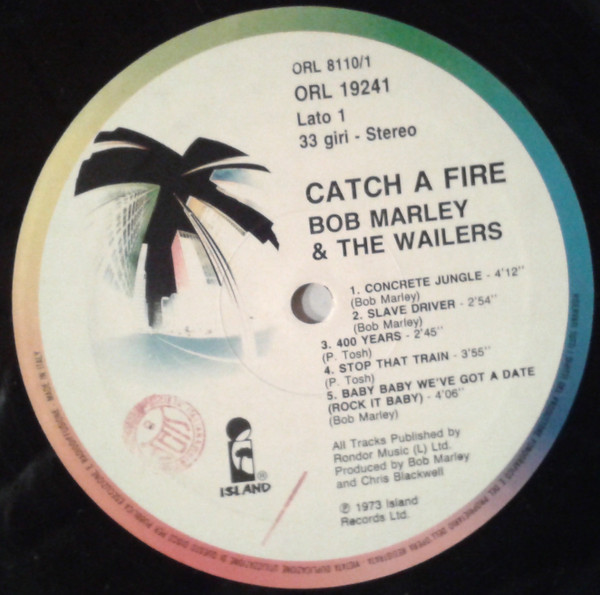 ORL 8110/1
ORL 19241
Lato 1
33 giri - Stereo
CATCH A FIRE
BOB MARLEY
& THE WAILERS
1. CONCRETE JUNGLE - 4'12"
(Bob Marley)
2. SLAVE DRIVER - 2'54"
(Bob Marley)
3. 400 YEARS - 2'45"
(P. Tosh)
4. STOP THAT TRAIN - 3'55"
(P. Tosh)
5. BABY BABY WE'VE GOT A DATE
(ROCK IT BABY) - 4'06"
(Bob Marley)
All Tracks Published by
Rondor Music (L) Ltd.
Produced by Bob Marley
and Chris Blackwell
℗ 1973 Island
Records Ltd.
ISLAND®
MADE IN ITALY